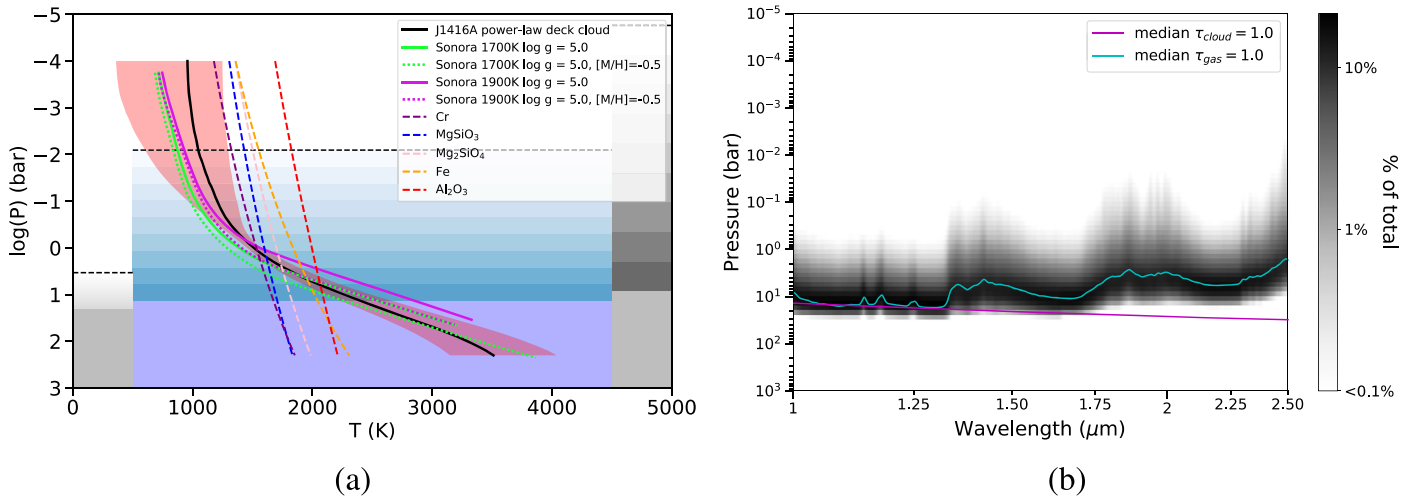 J1416A power-law deck cloud
Sonora 1700K log g = 5.0
Sonora 1700K log g = 5.0, [M/H]=-0.5
Sonora 1900K log g = 5.0
Sonora 1900K log g = 5.0, [M/H]=-0.5
Cr
MgSiO₃
Mg₂SiO₄
Fe
Al₂O₃
−5
−4
−3
−2
−1
0
1
2
3
log(P) (bar)
0
1000
2000
3000
4000
5000
T (K)
(a)
median τcloud = 1.0
median τgas = 1.0
10⁻⁵
10⁻⁴
10⁻³
10⁻²
10⁻¹
10⁰
10¹
10²
10³
Pressure (bar)
1
1.25
1.50
1.75
2
2.25
2.50
Wavelength (μm)
10%
1%
<0.1%
% of total
(b)